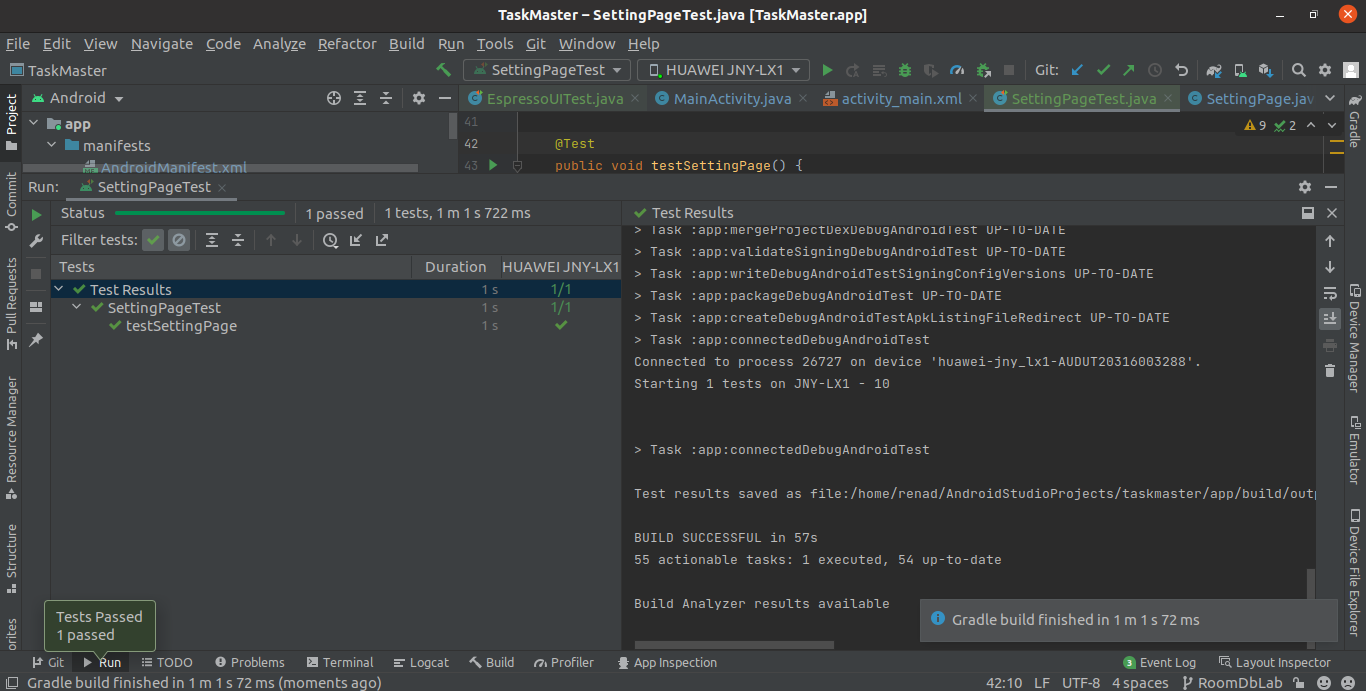 TaskMaster – SettingPageTest.java [TaskMaster.app]
File Edit View Navigate Code Analyze Refactor Build Run Tools Git Window Help
TaskMaster SettingPageTest HUAWEI JNY-LX1 Git:
Project
Android
EspressoUITest.java MainActivity.java activity_main.xml SettingPageTest.java SettingPage.jav
app
manifests
AndroidManifest.xml
41
42 @Test
43 public void testSettingPage() {
9 2
Gradle
Run: SettingPageTest
Commit
Status 1 passed 1 tests, 1 m 1 s 722 ms
Filter tests:
Tests Duration HUAWEI JNY-LX1
Test Results 1 s 1/1
SettingPageTest 1 s 1/1
testSettingPage 1 s
Pull Requests
Resource Manager
Structure
orites
Test Results
> Task :app:mergeProjectDexDebugAndroidTest UP-TO-DATE
> Task :app:validateSigningDebugAndroidTest UP-TO-DATE
> Task :app:writeDebugAndroidTestSigningConfigVersions UP-TO-DATE
> Task :app:packageDebugAndroidTest UP-TO-DATE
> Task :app:createDebugAndroidTestApkListingFileRedirect UP-TO-DATE
> Task :app:connectedDebugAndroidTest
Connected to process 26727 on device 'huawei-jny_lx1-AUDUT20316003288'.
Starting 1 tests on JNY-LX1 - 10
> Task :app:connectedDebugAndroidTest
Test results saved as file:/home/renad/AndroidStudioProjects/taskmaster/app/build/outp
BUILD SUCCESSFUL in 57s
55 actionable tasks: 1 executed, 54 up-to-date
Build Analyzer results available
Device Manager
Emulator
Device File Explorer
Tests Passed
1 passed
Gradle build finished in 1 m 1 s 72 ms
Git Run TODO Problems Terminal Logcat Build Profiler App Inspection 3 Event Log Layout Inspector
Gradle build finished in 1 m 1 s 72 ms (moments ago) 42:10 LF UTF-8 4 spaces RoomDbLab